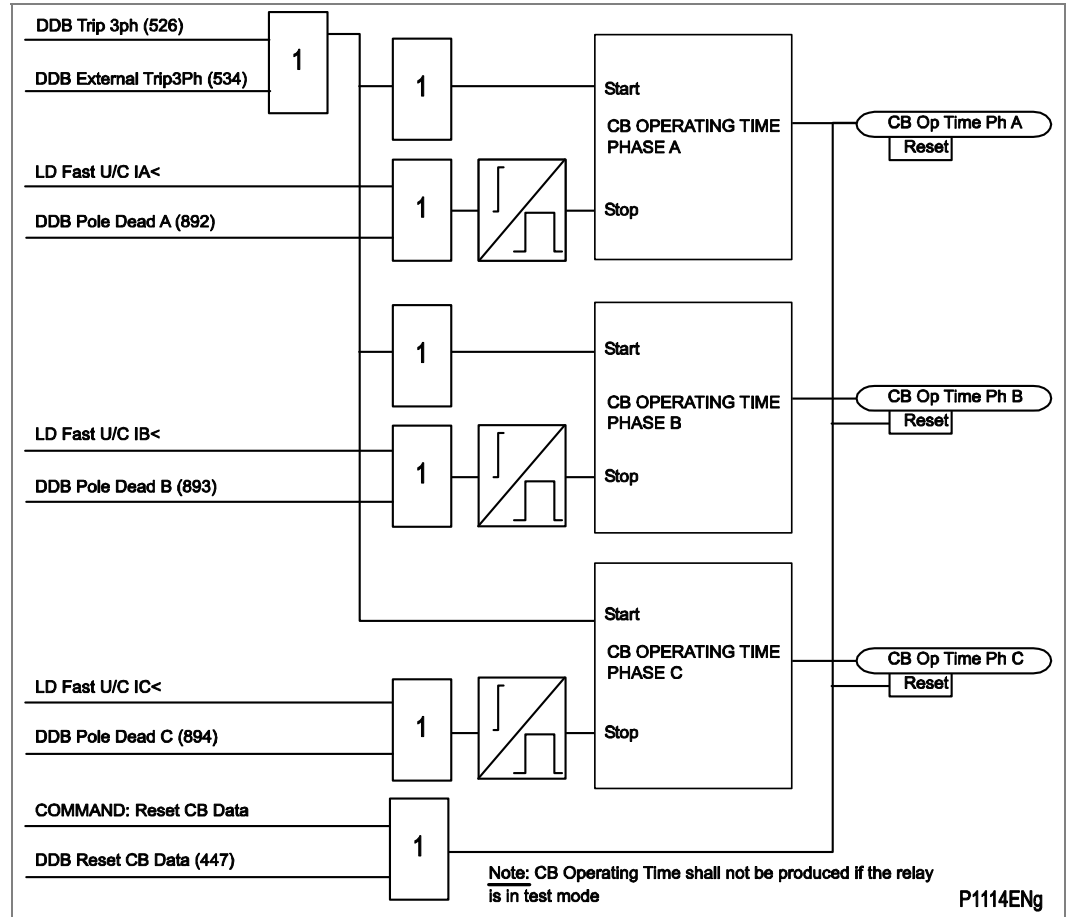 DDB Trip 3ph (526)
1
DDB External Trip3Ph (534)
1
Start
CB OPERATING TIME
PHASE A
CB Op Time Ph A
Reset
LD Fast U/C IA<
1
DDB Pole Dead A (892)
Stop
1
Start
CB OPERATING TIME
PHASE B
CB Op Time Ph B
Reset
LD Fast U/C IB<
1
DDB Pole Dead B (893)
Stop
Start
CB OPERATING TIME
PHASE C
CB Op Time Ph C
Reset
LD Fast U/C IC<
1
DDB Pole Dead C (894)
Stop
COMMAND: Reset CB Data
1
DDB Reset CB Data (447)
Note: CB Operating Time shall not be produced if the relay
is in test mode
P1114ENg